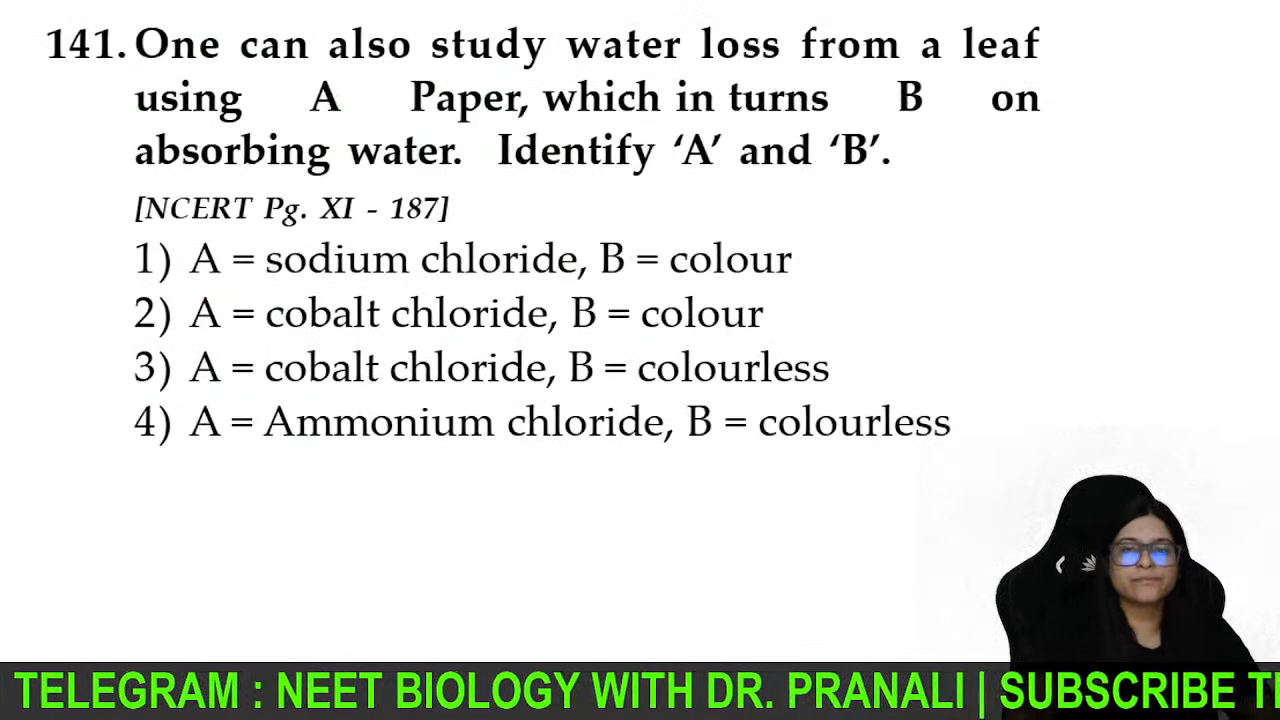 141. One can also study water loss from a leaf
using A Paper, which in turns B on
absorbing water. Identify ‘A’ and ‘B’.
[NCERT Pg. XI - 187]
1) A = sodium chloride, B = colour
2) A = cobalt chloride, B = colour
3) A = cobalt chloride, B = colourless
4) A = Ammonium chloride, B = colourless
TELEGRAM : NEET BIOLOGY WITH DR. PRANALI | SUBSCRIBE